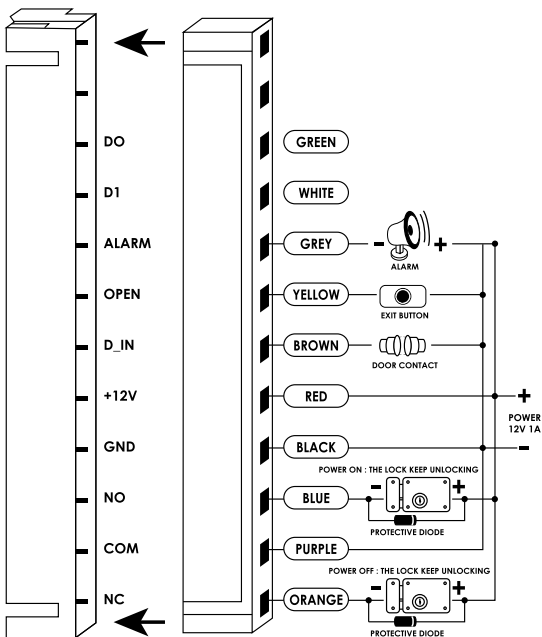 DO
GREEN
D1
WHITE
ALARM
GREY
- +
ALARM
OPEN
YELLOW
EXIT BUTTON
D_IN
BROWN
DOOR CONTACT
+12V
RED
+
POWER
12V 1A
GND
BLACK
-
POWER ON : THE LOCK KEEP UNLOCKING
NO
BLUE
- +
PROTECTIVE DIODE
COM
PURPLE
POWER OFF : THE LOCK KEEP UNLOCKING
NC
ORANGE
- +
PROTECTIVE DIODE